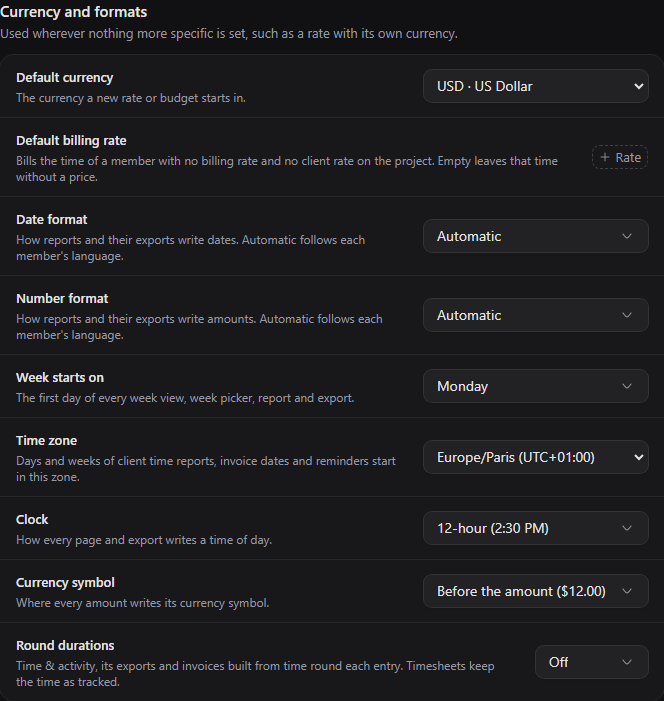 Currency and formats
Used wherever nothing more specific is set, such as a rate with its own currency.
Default currency
The currency a new rate or budget starts in.
USD · US Dollar
Default billing rate
Bills the time of a member with no billing rate and no client rate on the project. Empty leaves that time
without a price.
+ Rate
Date format
How reports and their exports write dates. Automatic follows each
member's language.
Automatic
Number format
How reports and their exports write amounts. Automatic follows each
member's language.
Automatic
Week starts on
The first day of every week view, week picker, report and export.
Monday
Time zone
Days and weeks of client time reports, invoice dates and reminders start
in this zone.
Europe/Paris (UTC+01:00)
Clock
How every page and export writes a time of day.
12-hour (2:30 PM)
Currency symbol
Where every amount writes its currency symbol.
Before the amount ($12.00)
Round durations
Time & activity, its exports and invoices built from time round each entry. Timesheets keep
the time as tracked.
Off